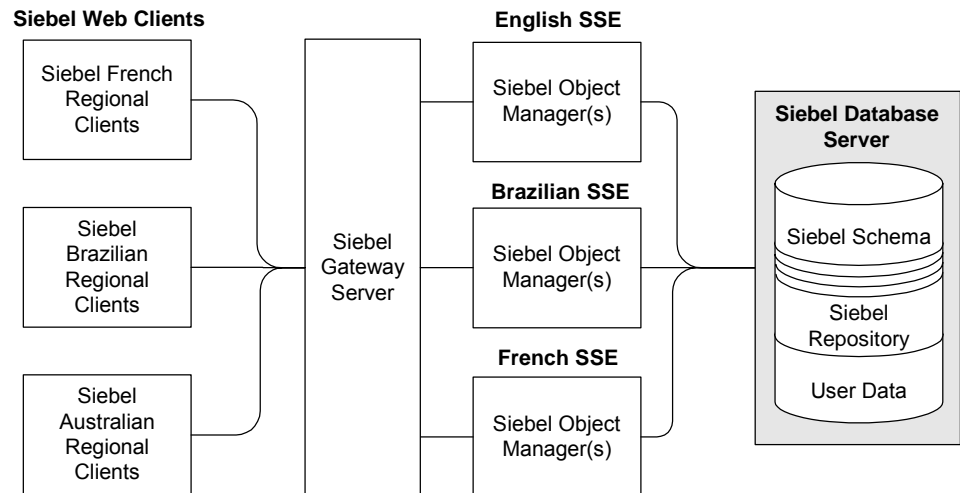 Siebel Web Clients
Siebel French
Regional
Clients
Siebel
Brazilian
Regional
Clients
Siebel
Australian
Regional
Clients
Siebel
Gateway
Server
English SSE
Siebel Object
Manager(s)
Brazilian SSE
Siebel Object
Manager(s)
French SSE
Siebel Object
Manager(s)
Siebel Database
Server
Siebel Schema
Siebel
Repository
User Data